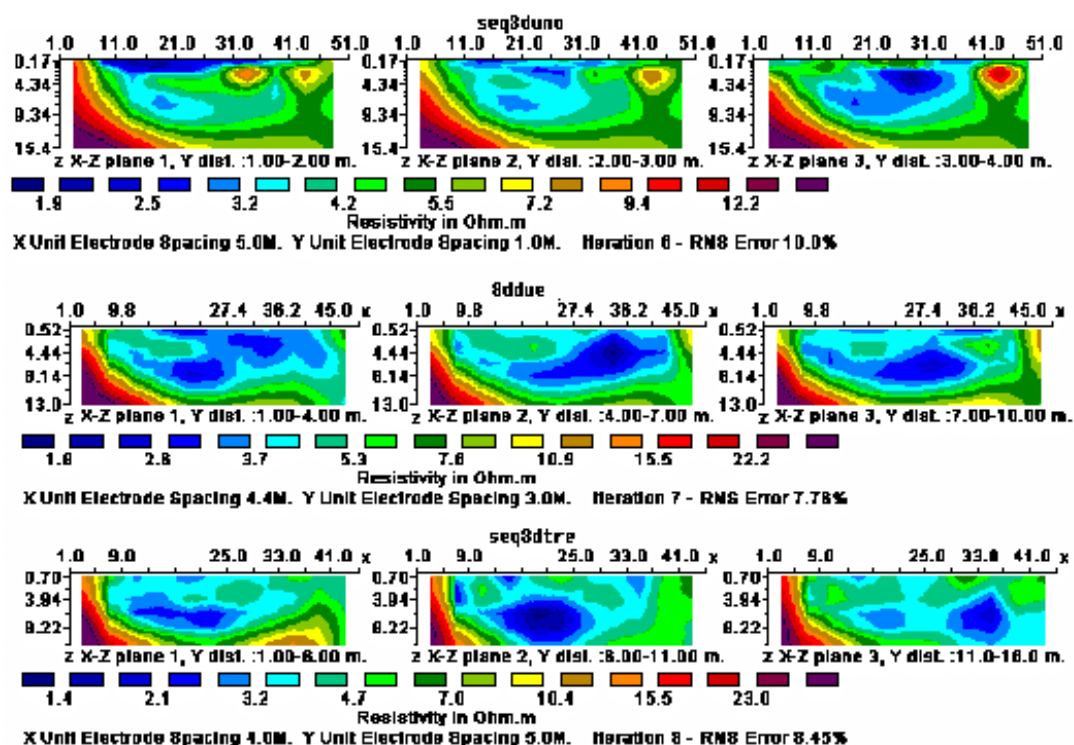 seq3duno
1.0 11.0 21.0 31.0 41.0 51.0 1.0 11.0 21.0 31.0 41.0 51.0 1.0 11.0 21.0 31.0 41.0 51.0
0.17 0.17 0.17
4.34 4.34 4.34
9.34 9.34 9.34
15.4 15.4 15.4
z X-Z plane 1, Y dist. :1.00-2.00 m. z X-Z plane 2, Y dist. :2.00-3.00 m. z X-Z plane 3, Y dist. :3.00-4.00 m.
2.5 3.2 4.2 5.5 7.2 9.4 12.2
Resistivity in Ohm.m
X Unit Electrode Spacing 5.0M. Y Unit Electrode Spacing 1.0M. Iteration 6 - RMS Error 10.0%
1.0 9.8 27.4 36.2 45.0 x 1.0 9.8 27.4 36.2 45.0 x 1.0 9.8 27.4 36.2 45.0 x
0.52 0.52 0.52
4.44 4.44 4.44
8.14 8.14 8.14
13.0 13.0 13.0
z X-Z plane 1, Y dist. :1.00-4.00 m. z X-Z plane 2, Y dist. :4.00-7.00 m. z X-Z plane 3, Y dist. :7.00-10.00 m.
3.7 5.3 7.6 10.9 15.5 22.2
Resistivity in Ohm.m
X Unit Electrode Spacing 4.4M. Y Unit Electrode Spacing 3.0M. Iteration 7 - RMS Error 7.78%
seq3dtre
1.0 9.0 25.0 33.0 41.0 x 1.0 9.0 25.0 33.0 41.0 x 1.0 9.0 25.0 33.0 41.0 x
0.70 0.70 0.70
3.94 3.94 3.94
8.22 8.22 8.22
z X-Z plane 1, Y dist. :1.00-6.00 m. z X-Z plane 2, Y dist. :6.00-11.00 m. z X-Z plane 3, Y dist. :11.0-16.0 m.
1.4 2.1 3.2 4.7 7.0 10.4 15.5 23.0
Resistivity in Ohm.m
X Unit Electrode Spacing 4.0M. Y Unit Electrode Spacing 5.0M. Iteration 8 - RMS Error 8.45%